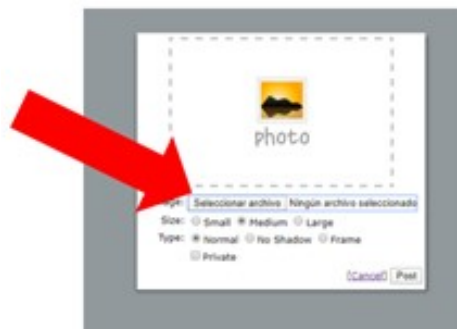 photo
Seleccionar archivo Ningún archivo seleccionado
Size: Small Medium Large
Type: Normal No Shadow Frame
Private
[Cancel] Post